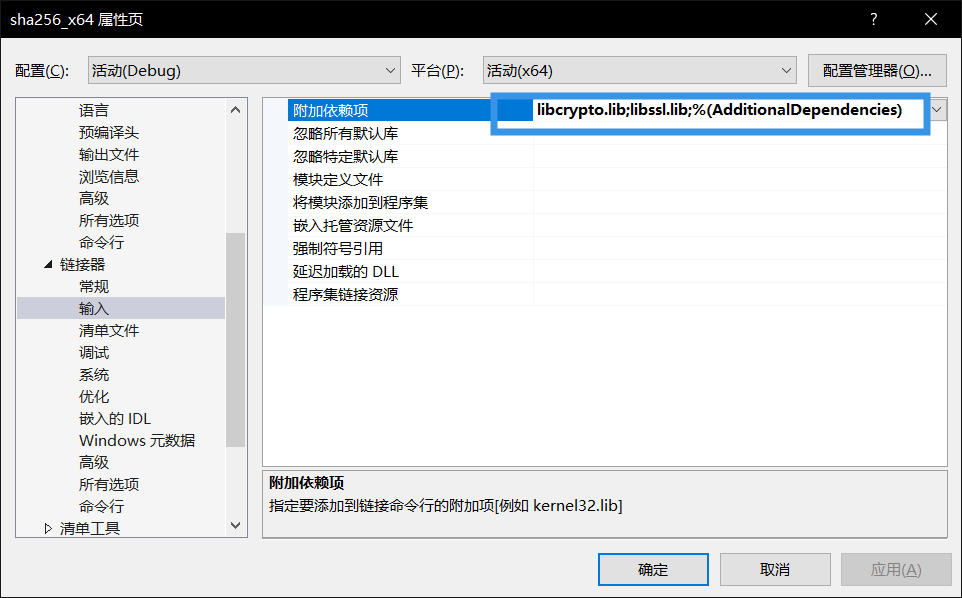 sha256_x64 属性页
配置(C):
活动(Debug)
平台(P):
活动(x64)
配置管理器(O)...
语言
预编译头
输出文件
浏览信息
高级
所有选项
命令行
链接器
常规
输入
清单文件
调试
系统
优化
嵌入的 IDL
Windows 元数据
高级
所有选项
命令行
清单工具
附加依赖项 libcrypto.lib;libssl.lib;%(AdditionalDependencies)
忽略所有默认库
忽略特定默认库
模块定义文件
将模块添加到程序集
嵌入托管资源文件
强制符号引用
延迟加载的 DLL
程序集链接资源
附加依赖项
指定要添加到链接命令行的附加项[例如 kernel32.lib]
确定
取消
应用(A)